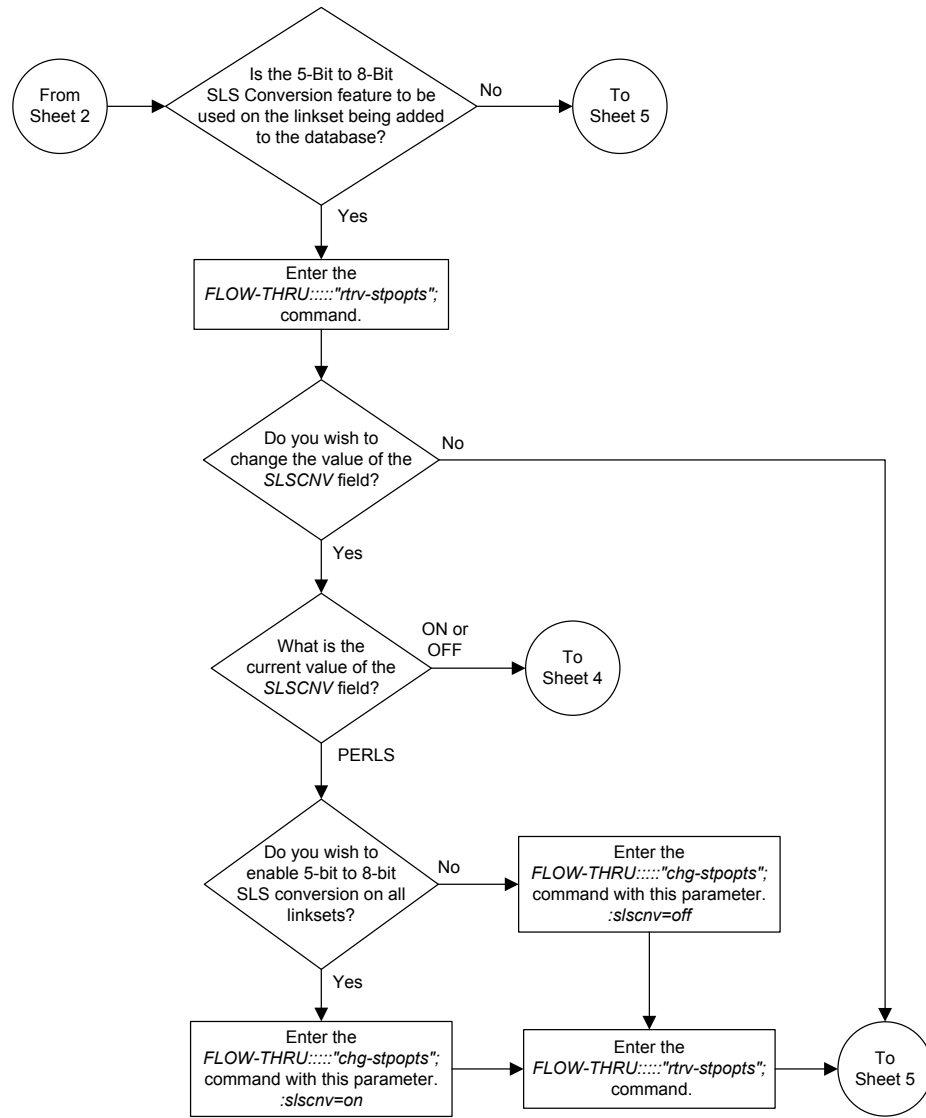 From
Sheet 2
Is the 5-Bit to 8-Bit
SLS Conversion feature to be
used on the linkset being added
to the database?
No
To
Sheet 5
Yes
Enter the
FLOW-THRU:::::"rtrv-stpopts";
command.
Do you wish to
change the value of the
SLSCNV field?
No
Yes
What is the
current value of the
SLSCNV field?
ON or
OFF
To
Sheet 4
PERLS
Do you wish to
enable 5-bit to 8-bit
SLS conversion on all
linksets?
No
Enter the
FLOW-THRU:::::"chg-stpopts";
command with this parameter.
:slscnv=off
Yes
Enter the
FLOW-THRU:::::"chg-stpopts";
command with this parameter.
:slscnv=on
Enter the
FLOW-THRU:::::"rtrv-stpopts";
command.
To
Sheet 5